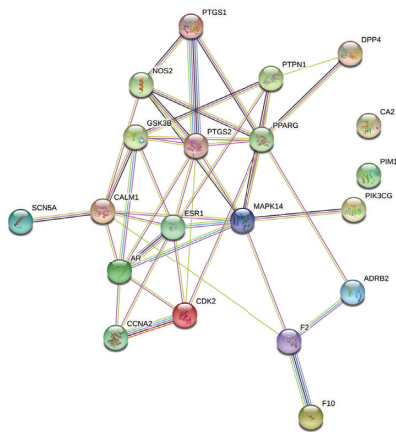 PTGS1
DPP4
NOS2
PTPN1
CA2
GSK3B
PTGS2
PPARG
PIM1
SCN5A
CALM1
ESR1
MAPK14
PIK3CG
AR
ADRB2
CDK2
CCNA2
F2
F10